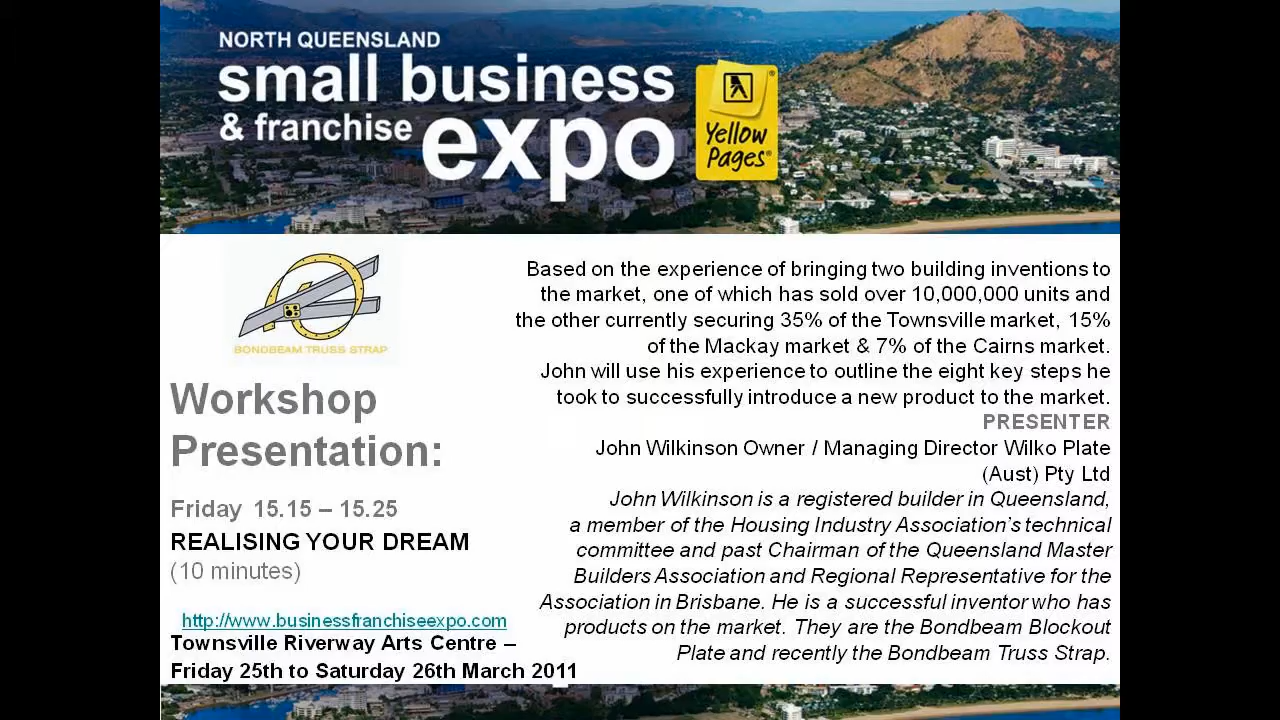 NORTH QUEENSLAND
small business
& franchise expo
Yellow
Pages®
BONDBEAM TRUSS STRAP
Workshop
Presentation:
Friday 15.15 – 15.25
REALISING YOUR DREAM
(10 minutes)
http://www.businessfranchiseexpo.com
Townsville Riverway Arts Centre –
Friday 25th to Saturday 26th March 2011
Based on the experience of bringing two building inventions to
the market, one of which has sold over 10,000,000 units and
the other currently securing 35% of the Townsville market, 15%
of the Mackay market & 7% of the Cairns market.
John will use his experience to outline the eight key steps he
took to successfully introduce a new product to the market.
PRESENTER
John Wilkinson Owner / Managing Director Wilko Plate
(Aust) Pty Ltd
John Wilkinson is a registered builder in Queensland,
a member of the Housing Industry Association's technical
committee and past Chairman of the Queensland Master
Builders Association and Regional Representative for the
Association in Brisbane. He is a successful inventor who has
products on the market. They are the Bondbeam Blockout
Plate and recently the Bondbeam Truss Strap.